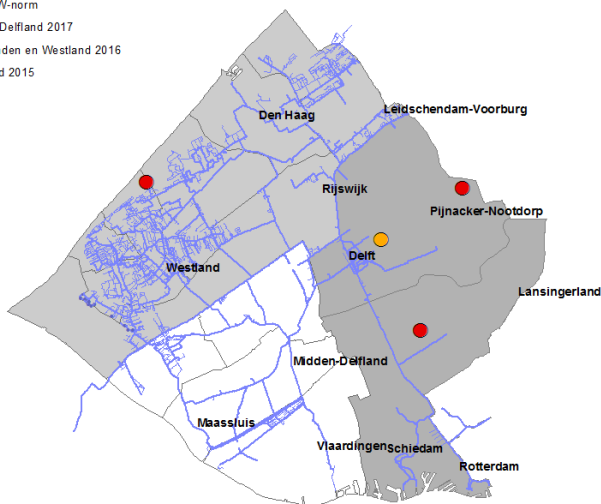 W-norm
Delfland 2017
nden en Westland 2016
d 2015
Den Haag
Leidschendam-Voorburg
Rijswijk
Pijnacker-Nootdorp
Delft
Westland
Lansingerland
Midden-Delfland
Maassluis
Vlaardingen Schiedam
Rotterdam